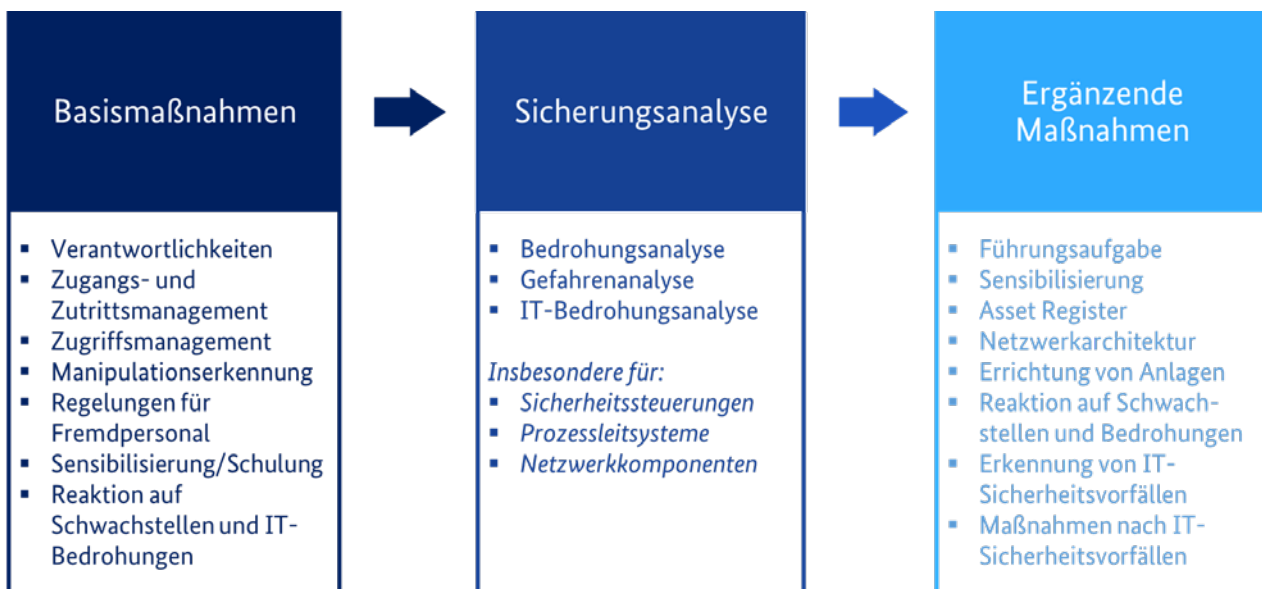 Basismaßnahmen
▪ Verantwortlichkeiten
▪ Zugangs- und
Zutrittsmanagement
▪ Zugriffsmanagement
▪ Manipulationserkennung
▪ Regelungen für
Fremdpersonal
▪ Sensibilisierung/Schulung
▪ Reaktion auf
Schwachstellen und IT-
Bedrohungen
Sicherungsanalyse
▪ Bedrohungsanalyse
▪ Gefahrenanalyse
▪ IT-Bedrohungsanalyse
Insbesondere für:
▪ Sicherheitssteuerungen
▪ Prozessleitsysteme
▪ Netzwerkkomponenten
Ergänzende
Maßnahmen
▪ Führungsaufgabe
▪ Sensibilisierung
▪ Asset Register
▪ Netzwerkarchitektur
▪ Errichtung von Anlagen
▪ Reaktion auf Schwach-
stellen und Bedrohungen
▪ Erkennung von IT-
Sicherheitsvorfällen
▪ Maßnahmen nach IT-
Sicherheitsvorfällen